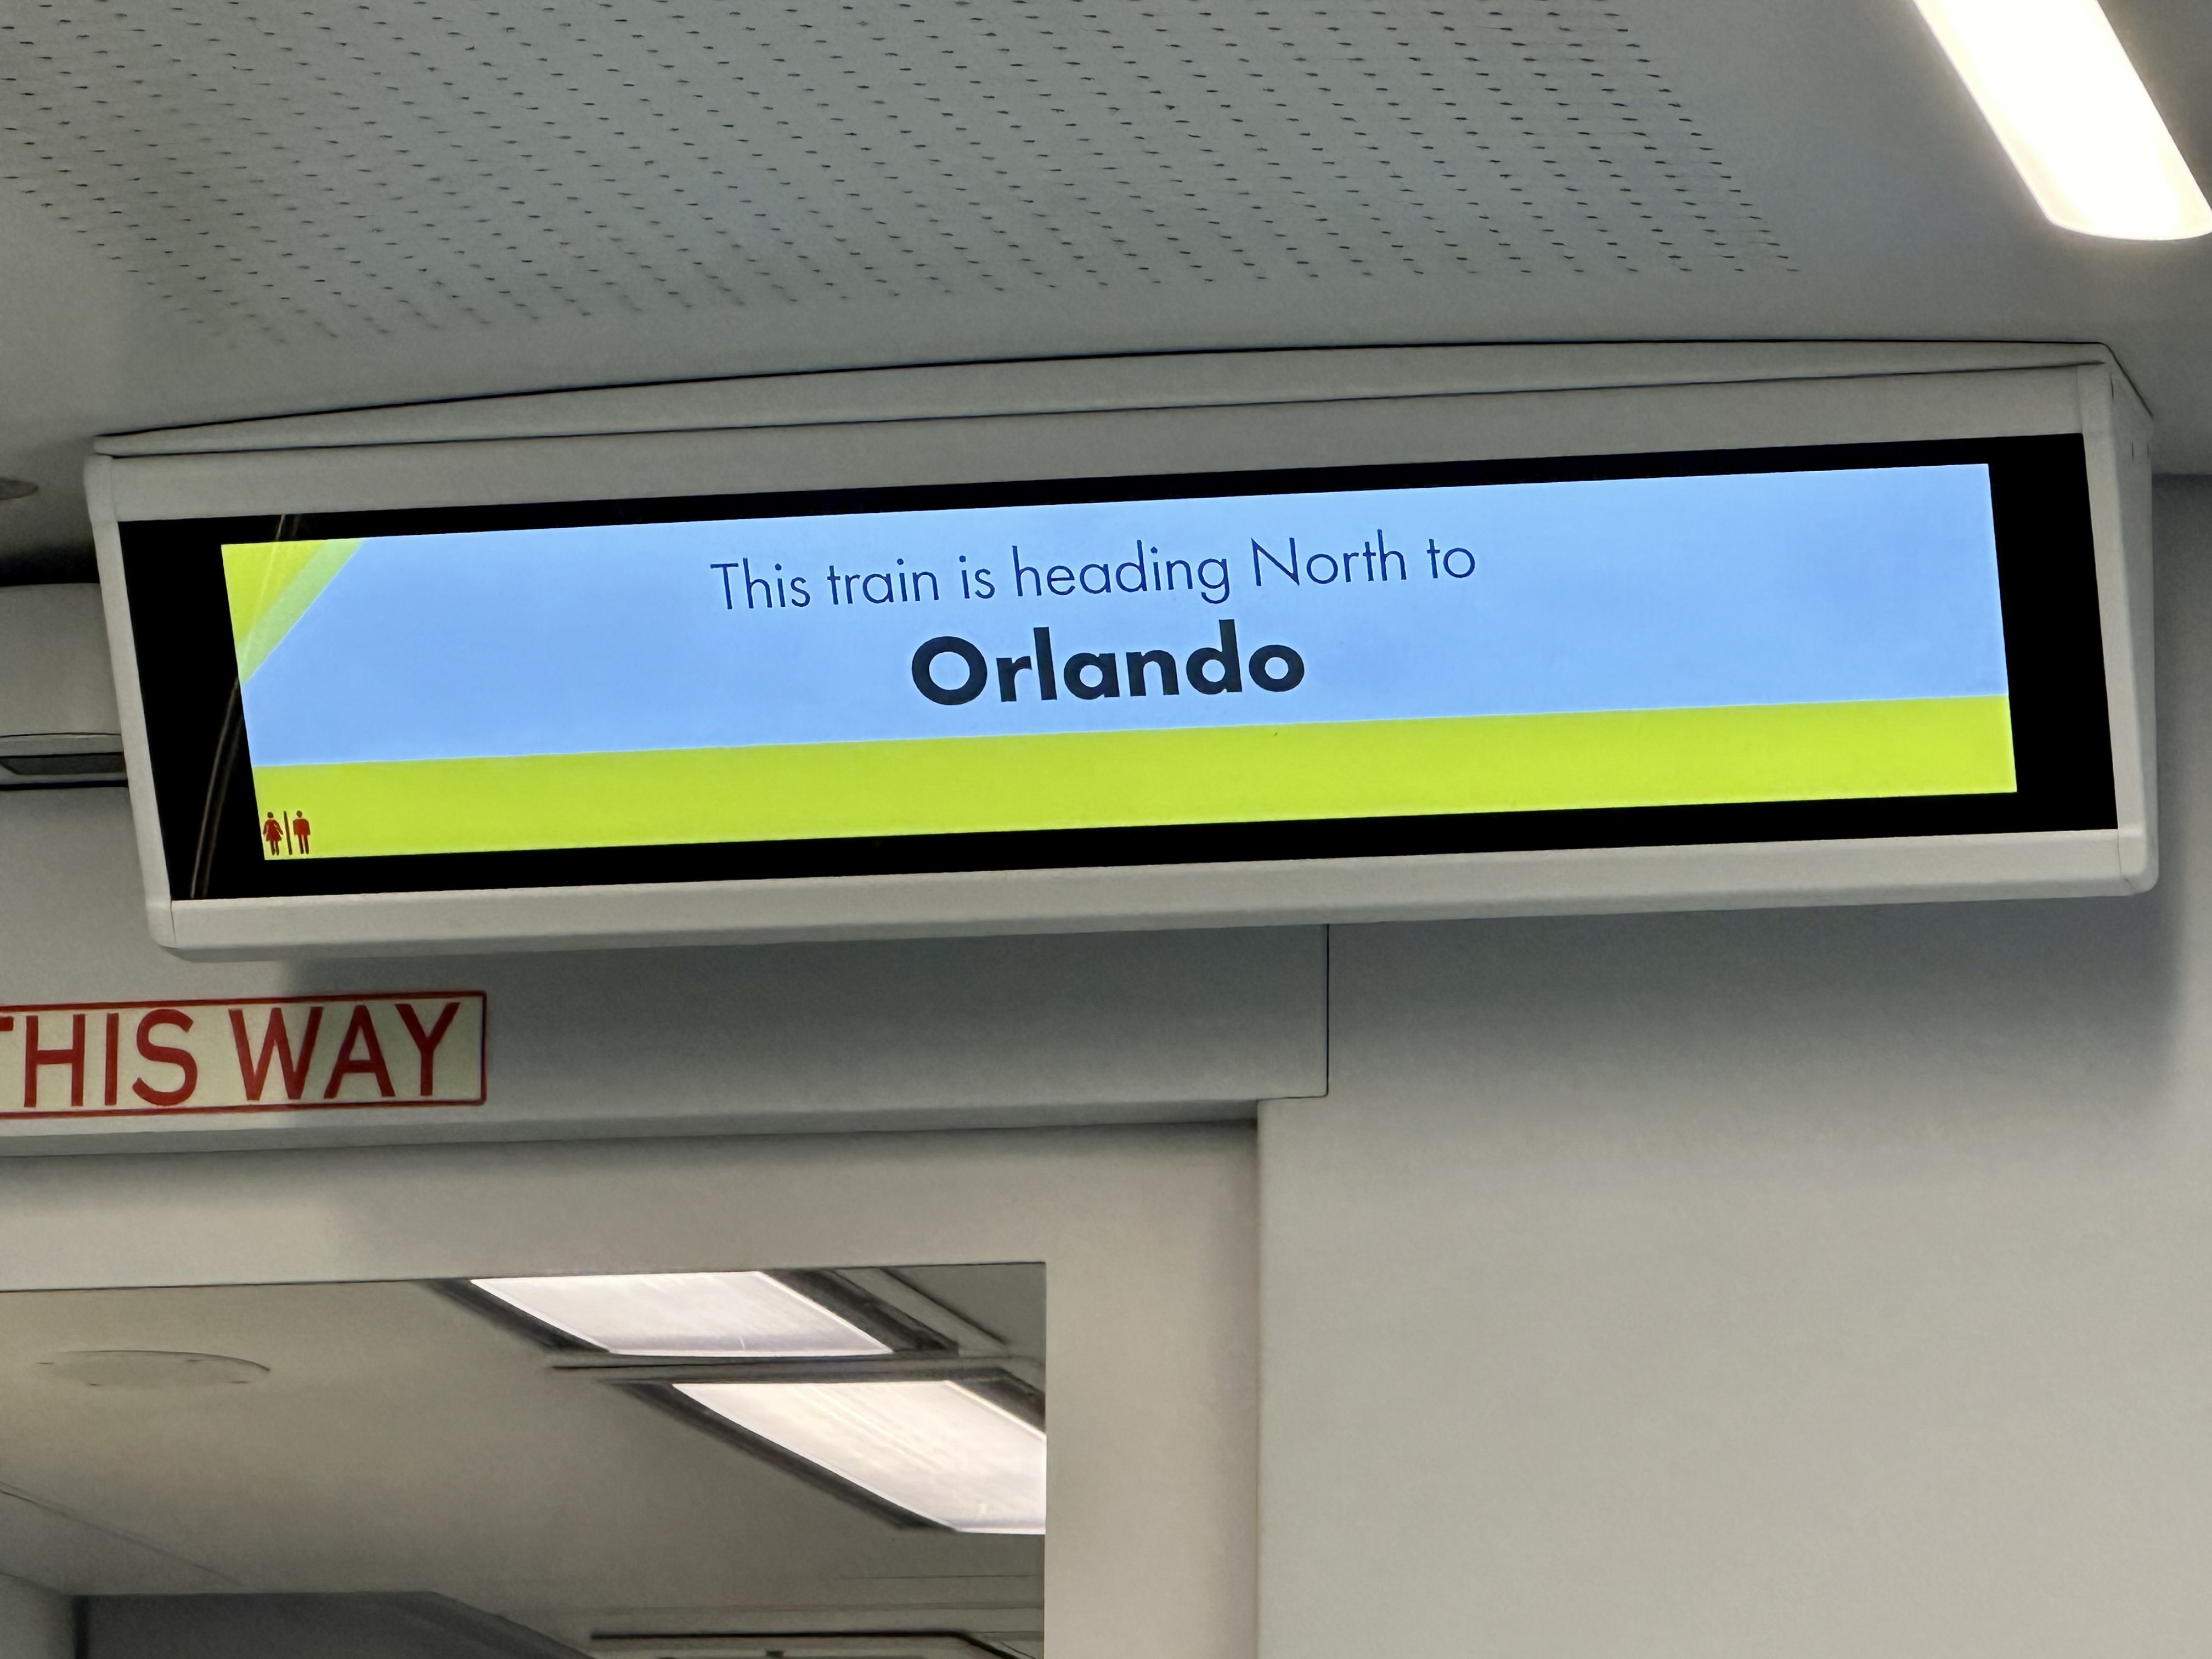 This train is heading North to
Orlando
THIS WAY